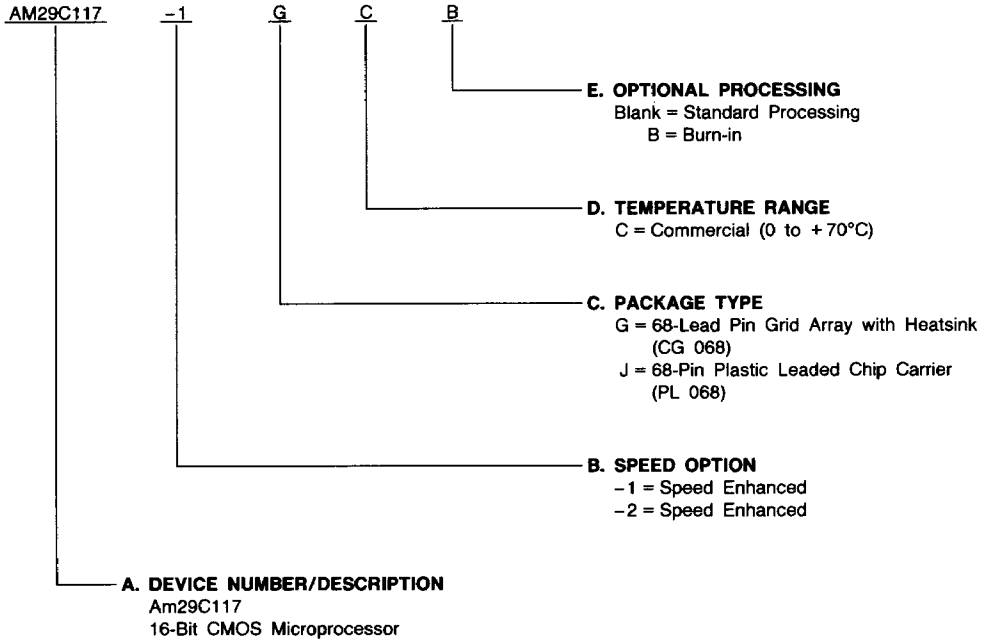 AM29C117 -1 G C B
E. OPTIONAL PROCESSING
Blank = Standard Processing
B = Burn-in
D. TEMPERATURE RANGE
C = Commercial (0 to +70°C)
C. PACKAGE TYPE
G = 68-Lead Pin Grid Array with Heatsink
(CG 068)
J = 68-Pin Plastic Leaded Chip Carrier
(PL 068)
B. SPEED OPTION
-1 = Speed Enhanced
-2 = Speed Enhanced
A. DEVICE NUMBER/DESCRIPTION
Am29C117
16-Bit CMOS Microprocessor